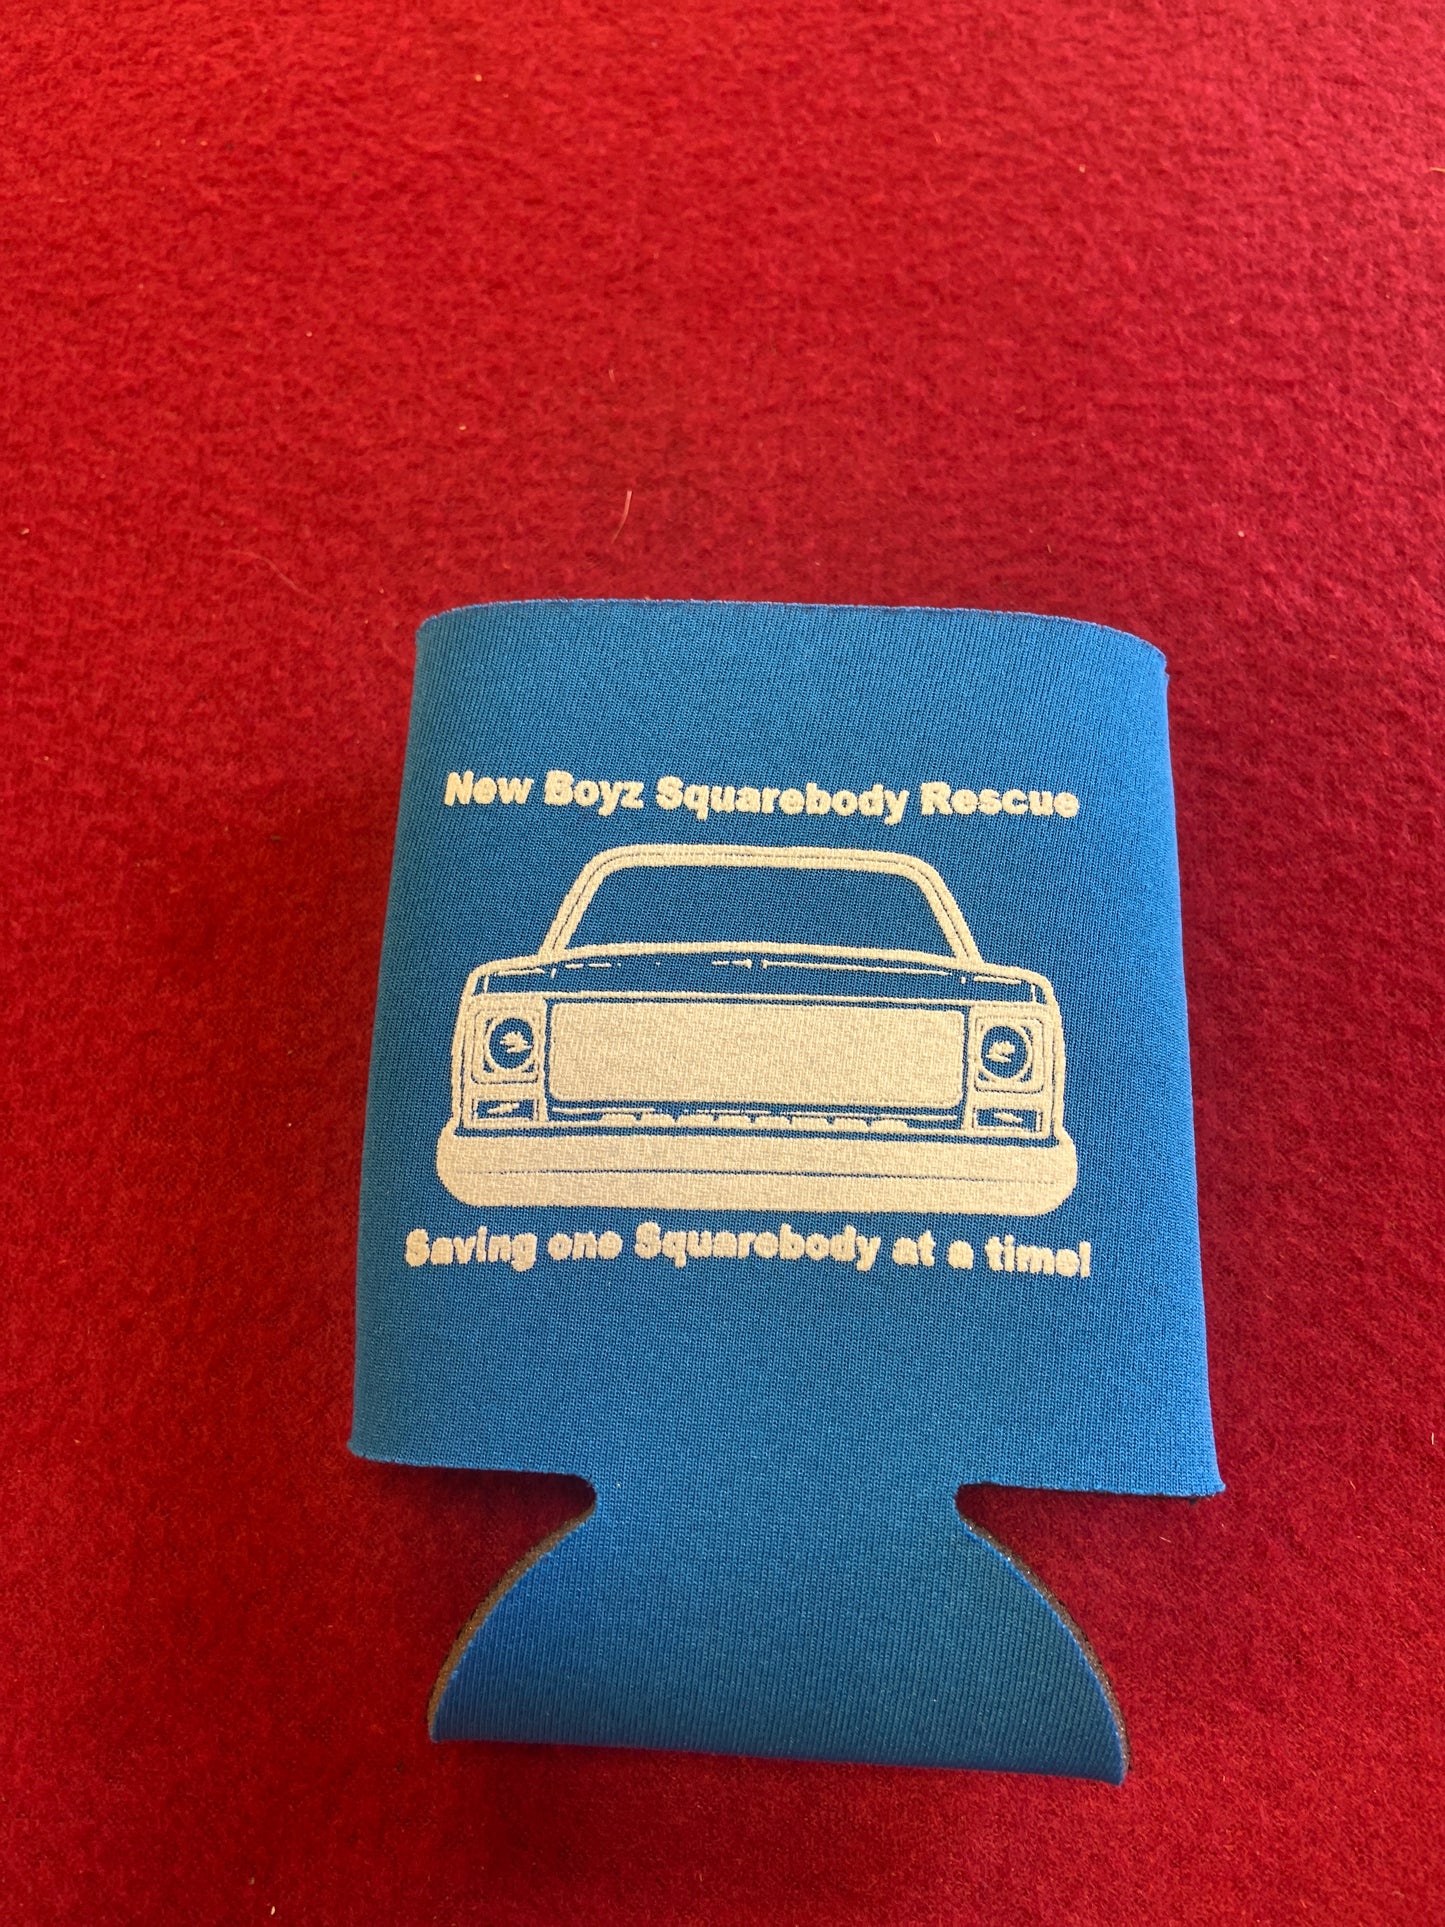 New Boyz Squarebody Rescue
Saving one Squarebody at a time!